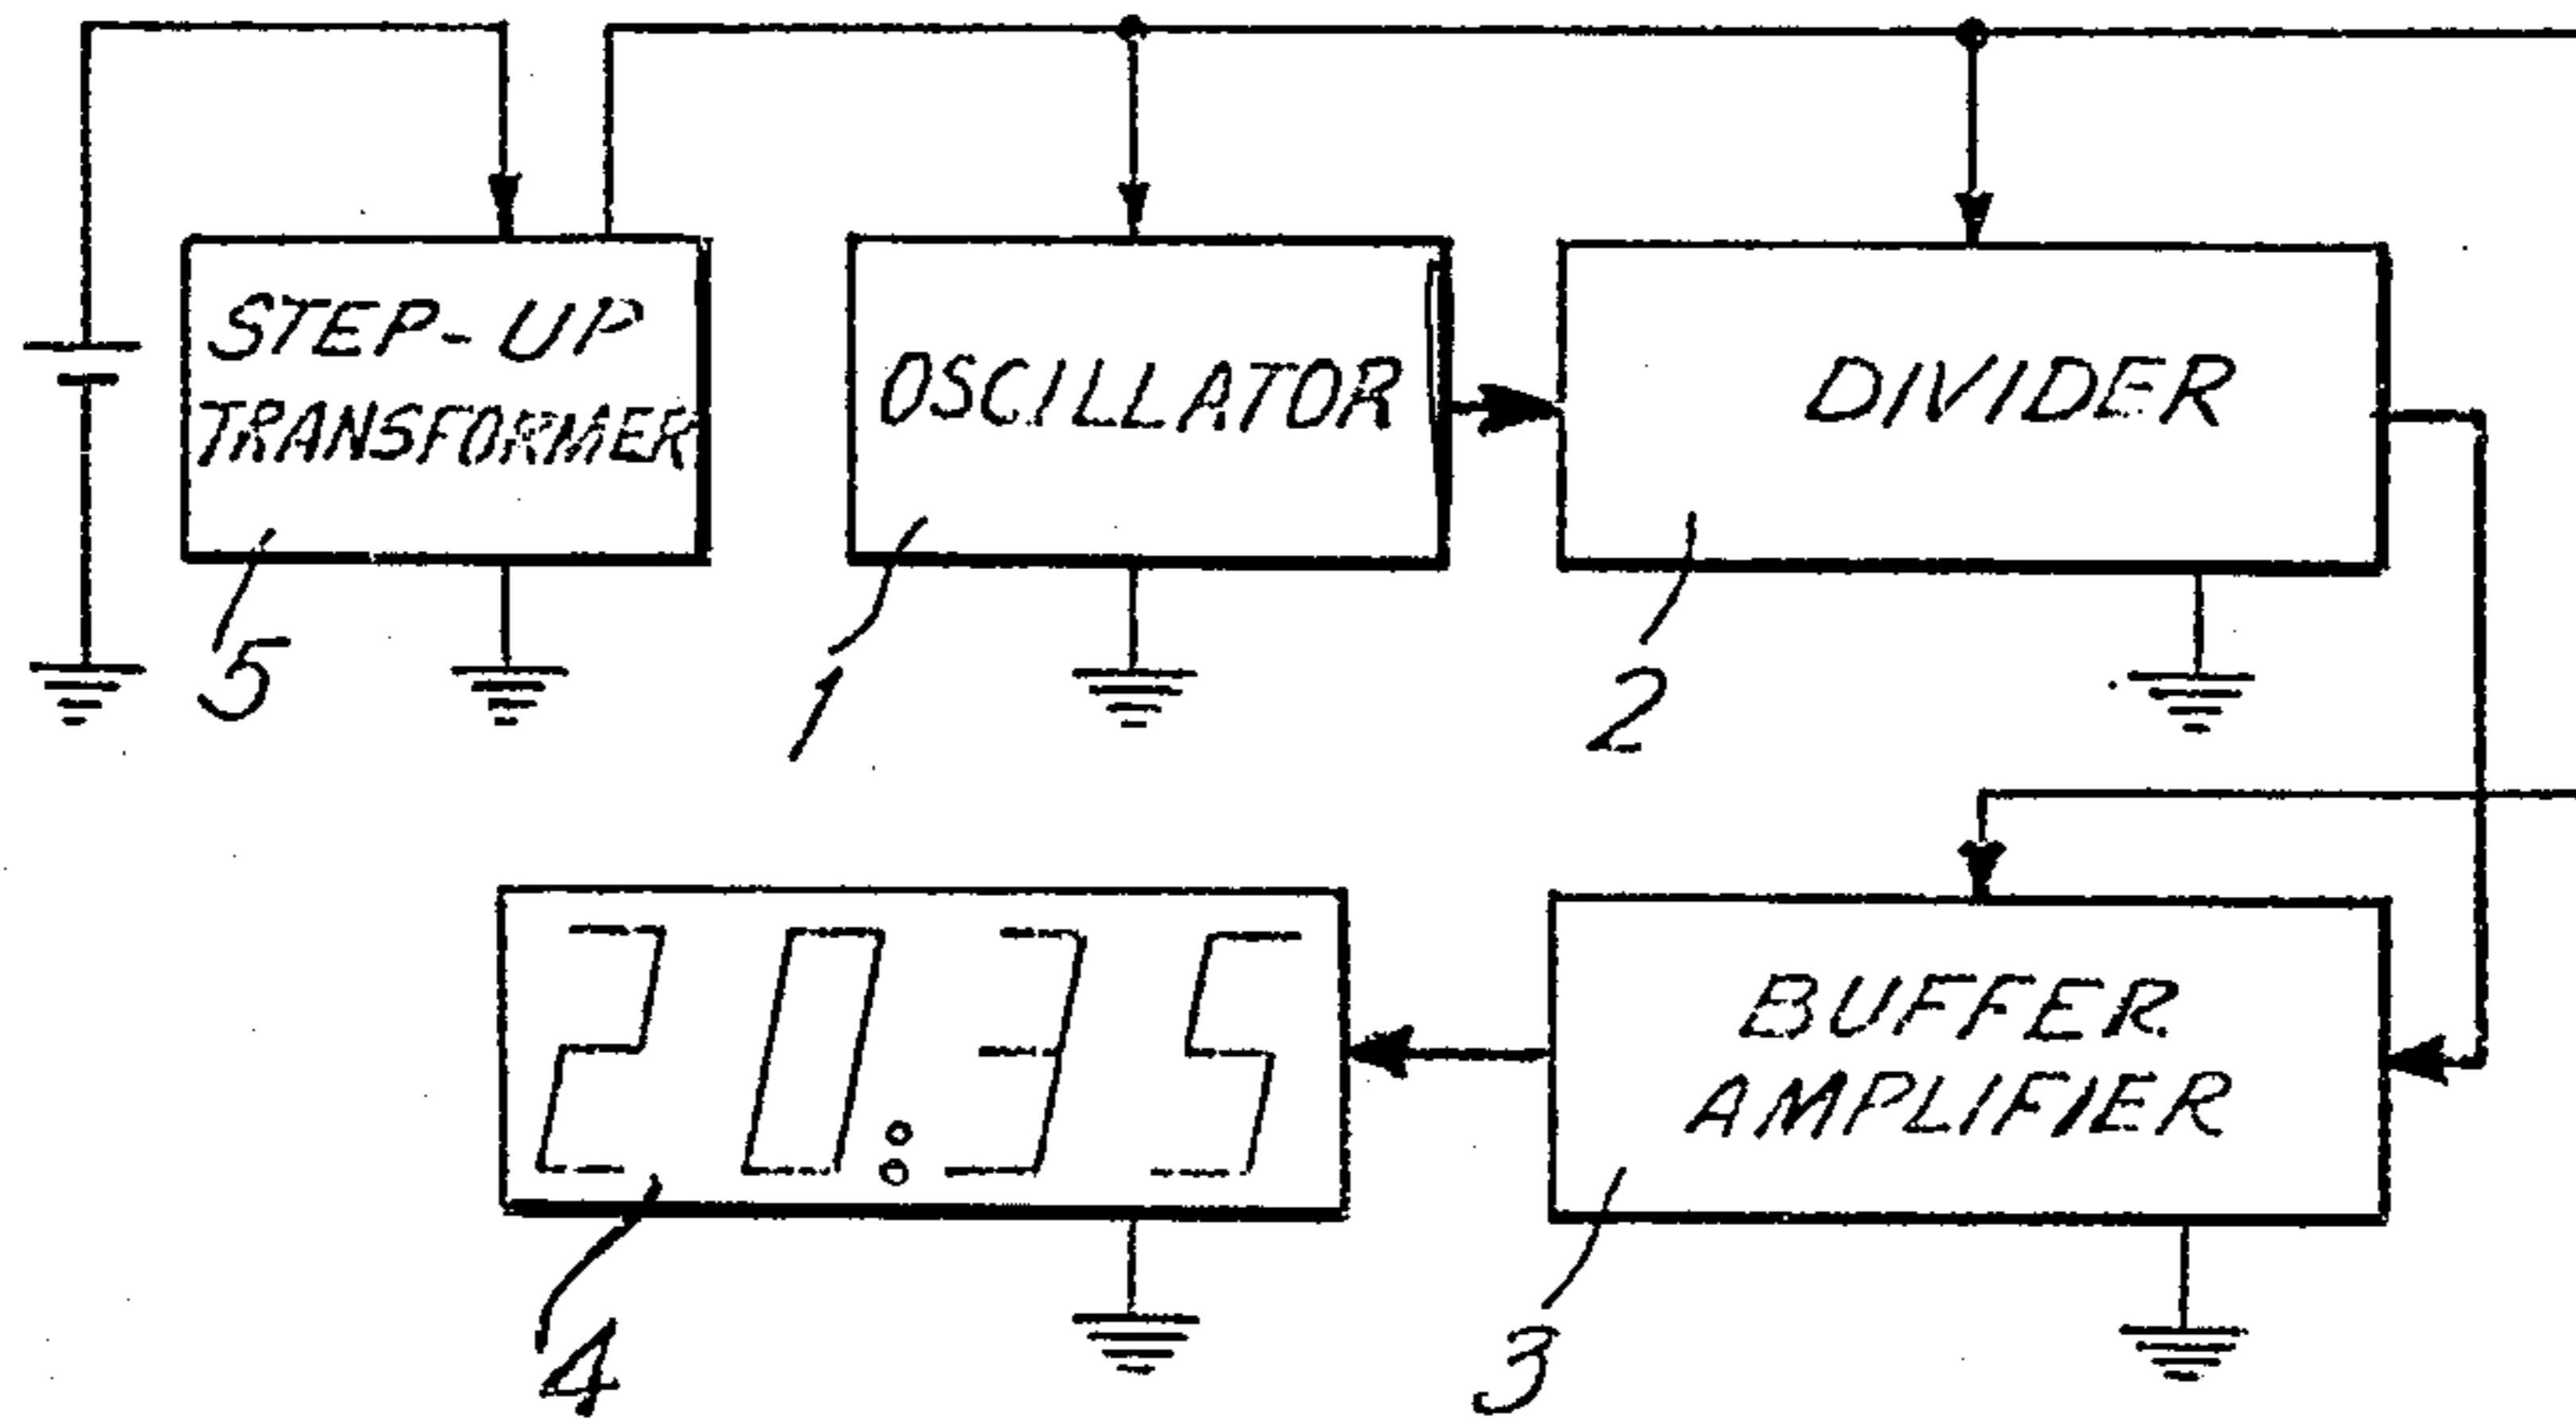 STEP-UP
TRANSFORMER
OSCILLATOR
DIVIDER
5
1
2
20:35
BUFFER
AMPLIFIER
4
3